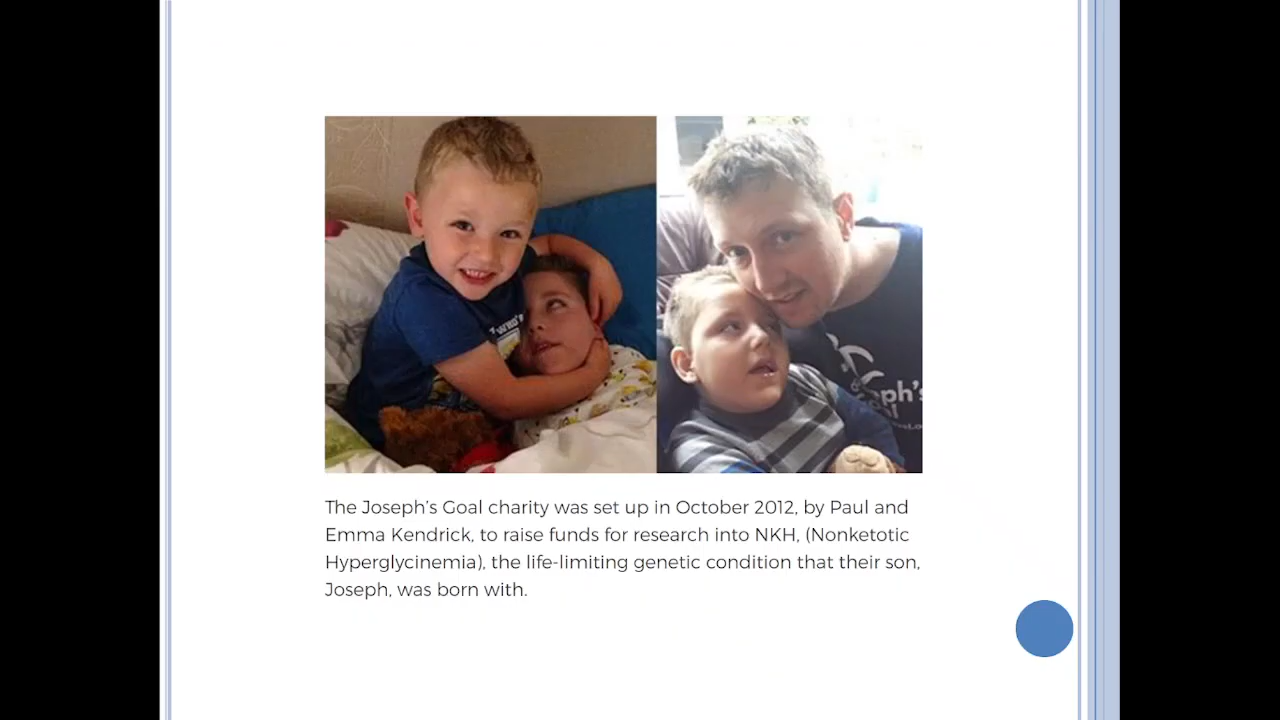 The Joseph's Goal charity was set up in October 2012, by Paul and
Emma Kendrick, to raise funds for research into NKH, (Nonketotic
Hyperglycinemia), the life-limiting genetic condition that their son,
Joseph, was born with.